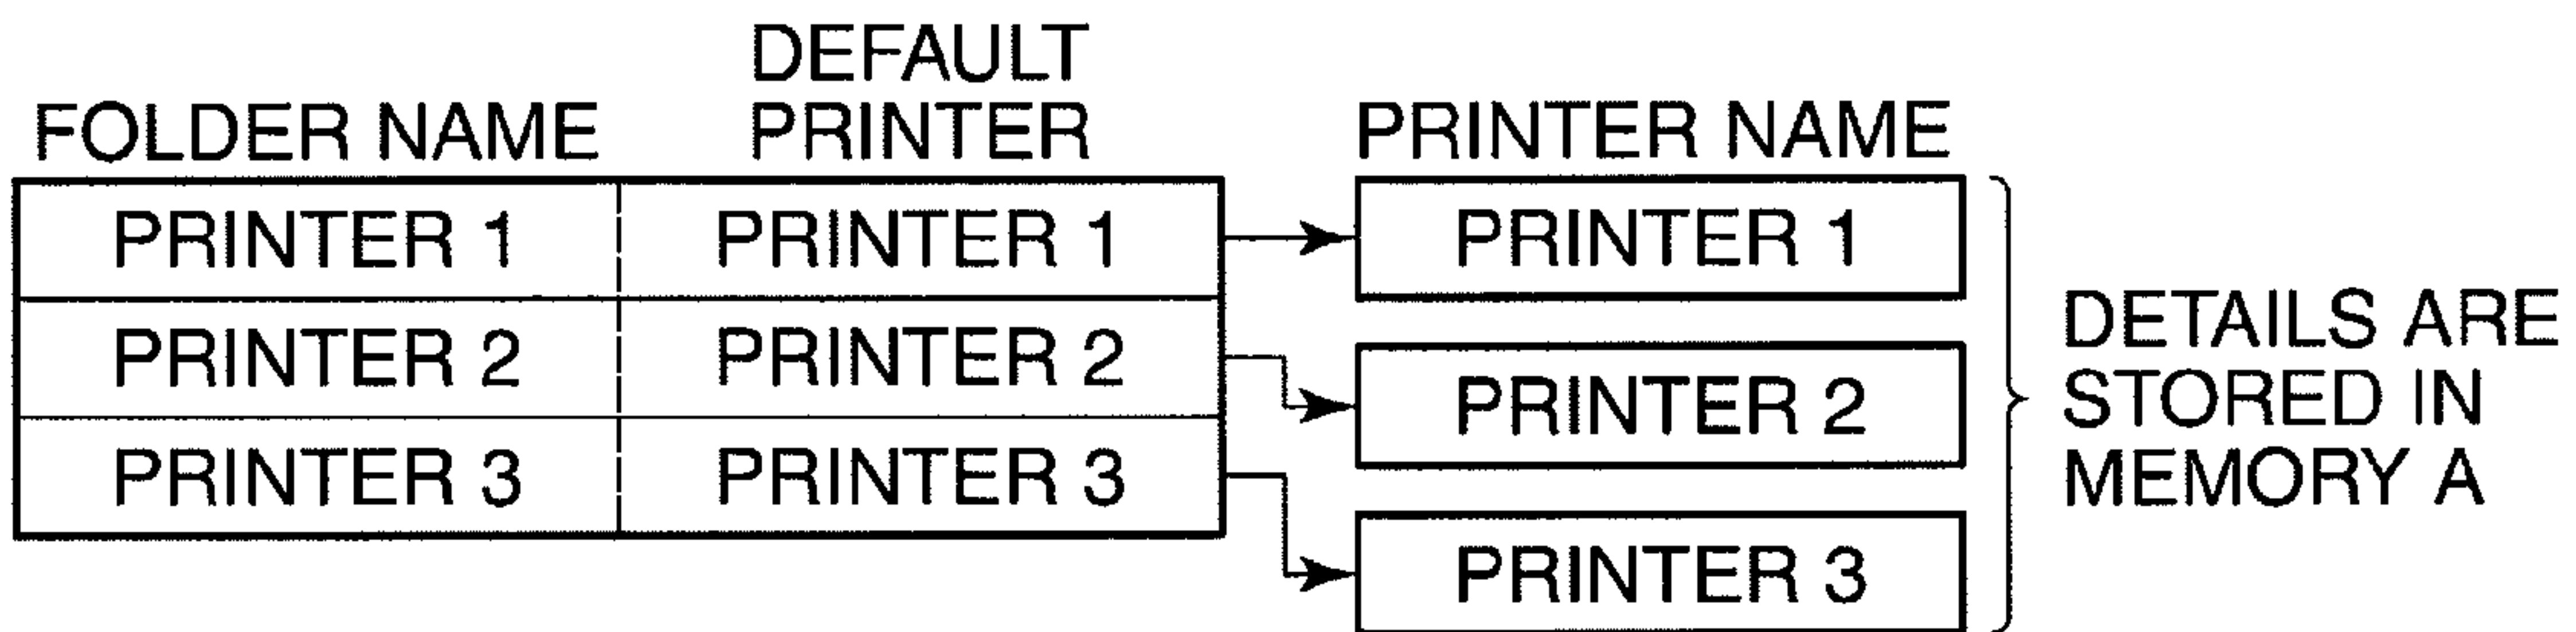 DEFAULT
FOLDER NAME PRINTER PRINTER NAME
PRINTER 1 PRINTER 1 PRINTER 1
PRINTER 2 PRINTER 2 PRINTER 2
PRINTER 3 PRINTER 3 PRINTER 3
DETAILS ARE
STORED IN
MEMORY A